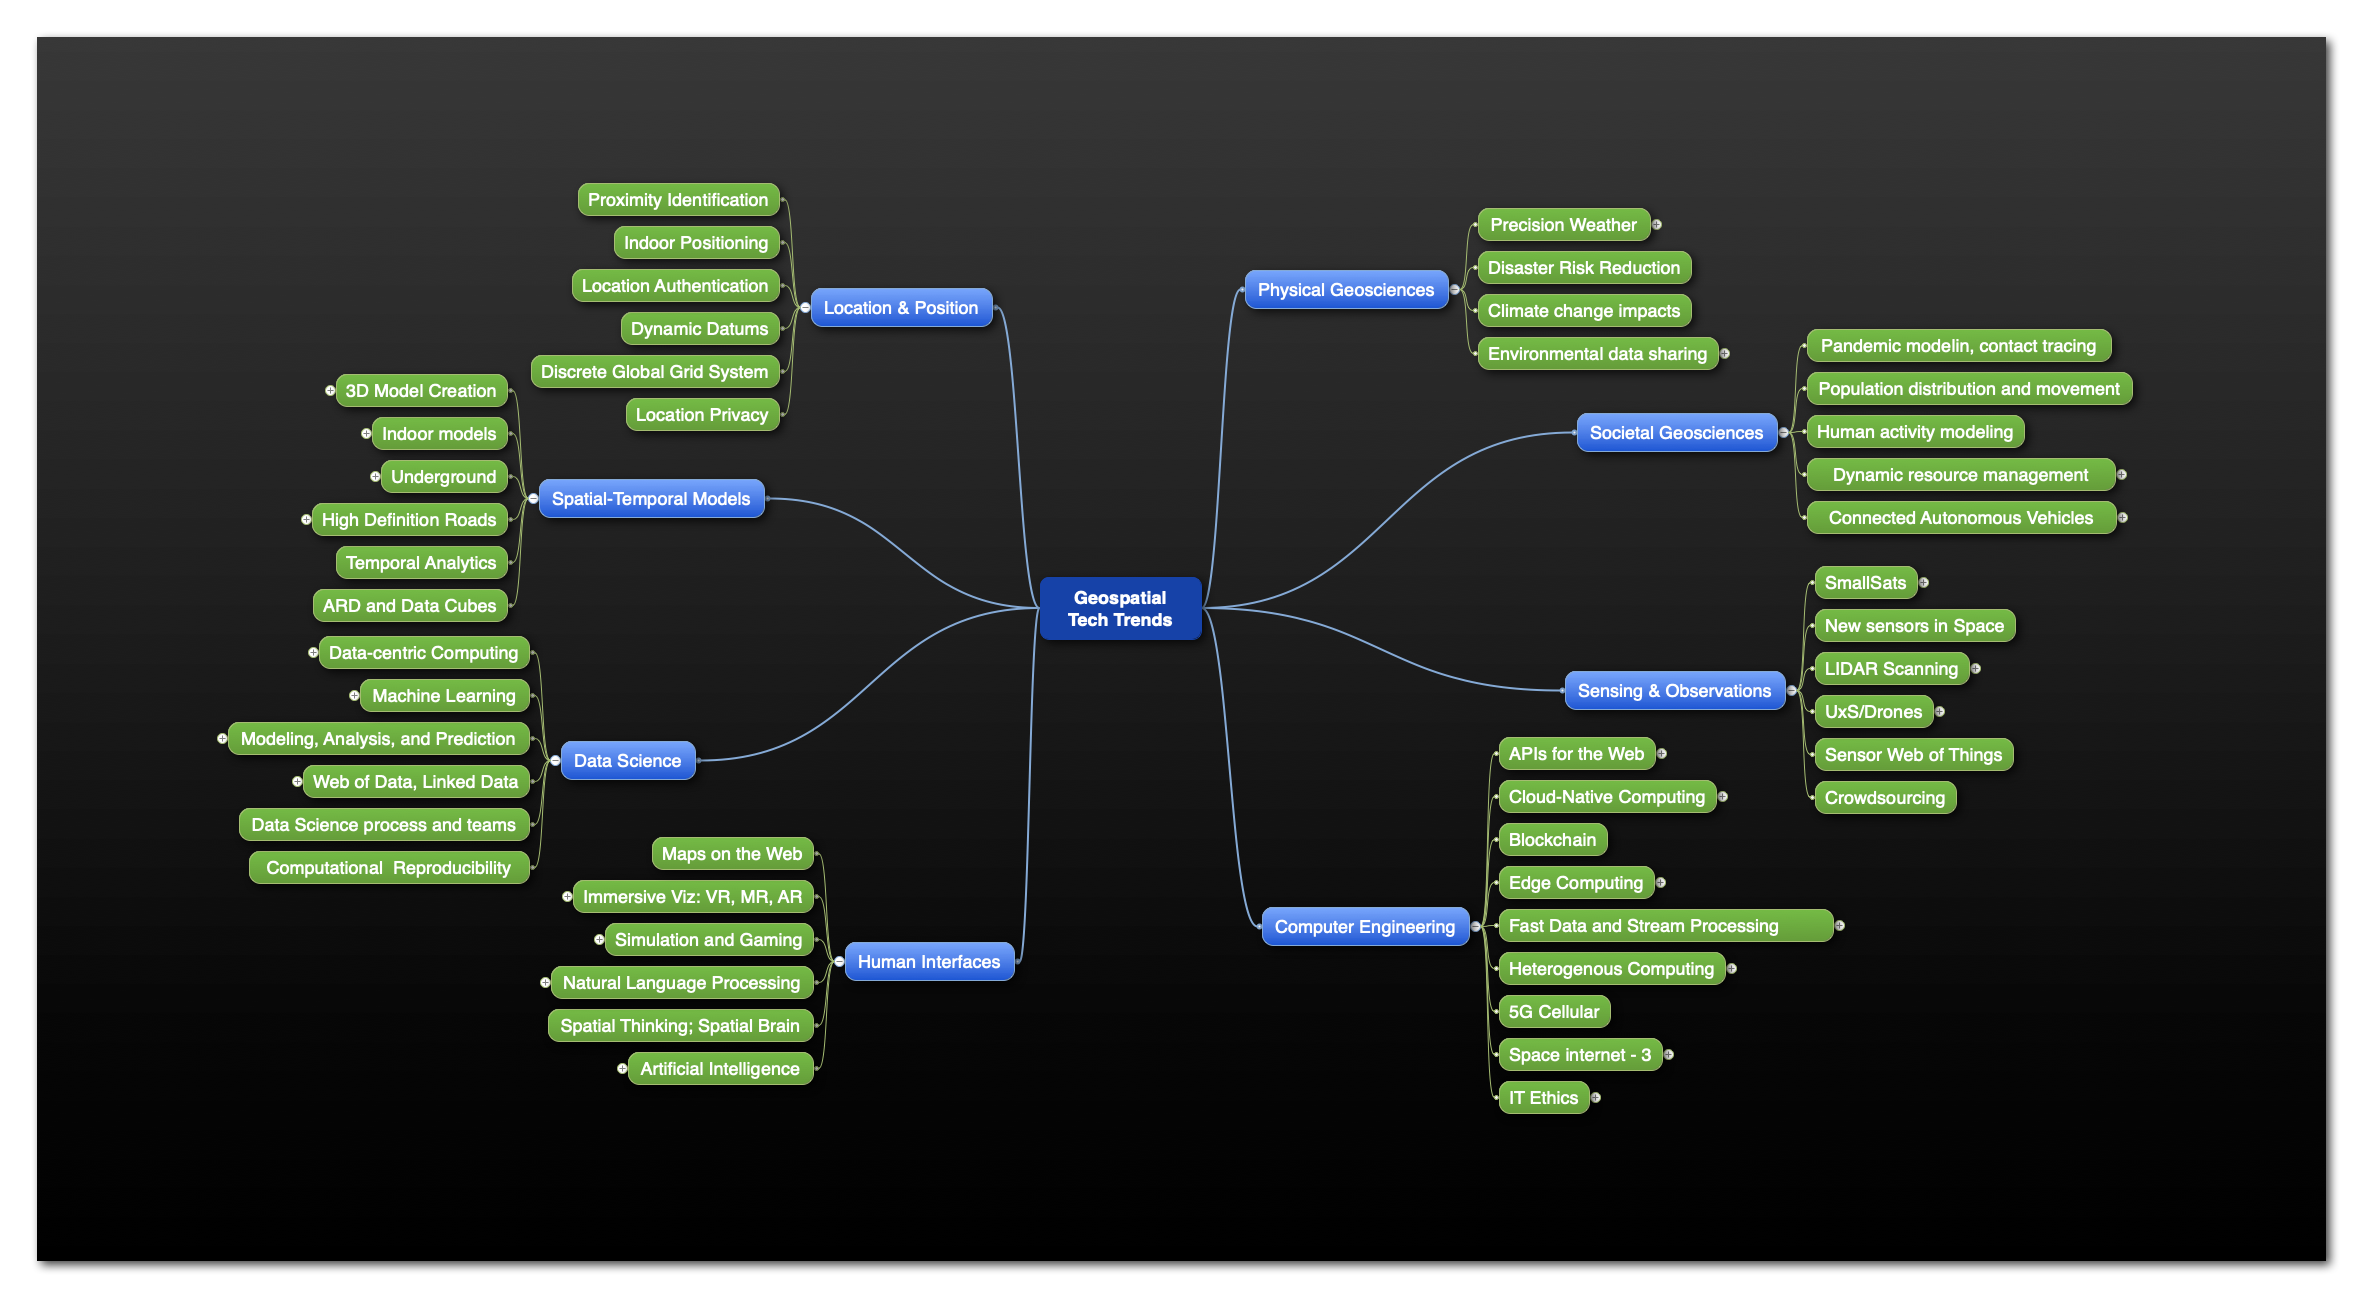 Geospatial
Tech Trends
Location & Position
Proximity Identification
Indoor Positioning
Location Authentication
Dynamic Datums
Discrete Global Grid System
Location Privacy
Spatial-Temporal Models
3D Model Creation
Indoor models
Underground
High Definition Roads
Temporal Analytics
ARD and Data Cubes
Data Science
Data-centric Computing
Machine Learning
Modeling, Analysis, and Prediction
Web of Data, Linked Data
Data Science process and teams
Computational  Reproducibility
Human Interfaces
Maps on the Web
Immersive Viz: VR, MR, AR
Simulation and Gaming
Natural Language Processing
Spatial Thinking; Spatial Brain
Artificial Intelligence
Physical Geosciences
Precision Weather
Disaster Risk Reduction
Climate change impacts
Environmental data sharing
Societal Geosciences
Pandemic modelin, contact tracing
Population distribution and movement
Human activity modeling
Dynamic resource management
Connected Autonomous Vehicles
Sensing & Observations
SmallSats
New sensors in Space
LIDAR Scanning
UxS/Drones
Sensor Web of Things
Crowdsourcing
Computer Engineering
APIs for the Web
Cloud-Native Computing
Blockchain
Edge Computing
Fast Data and Stream Processing
Heterogenous Computing
5G Cellular
Space internet - 3
IT Ethics